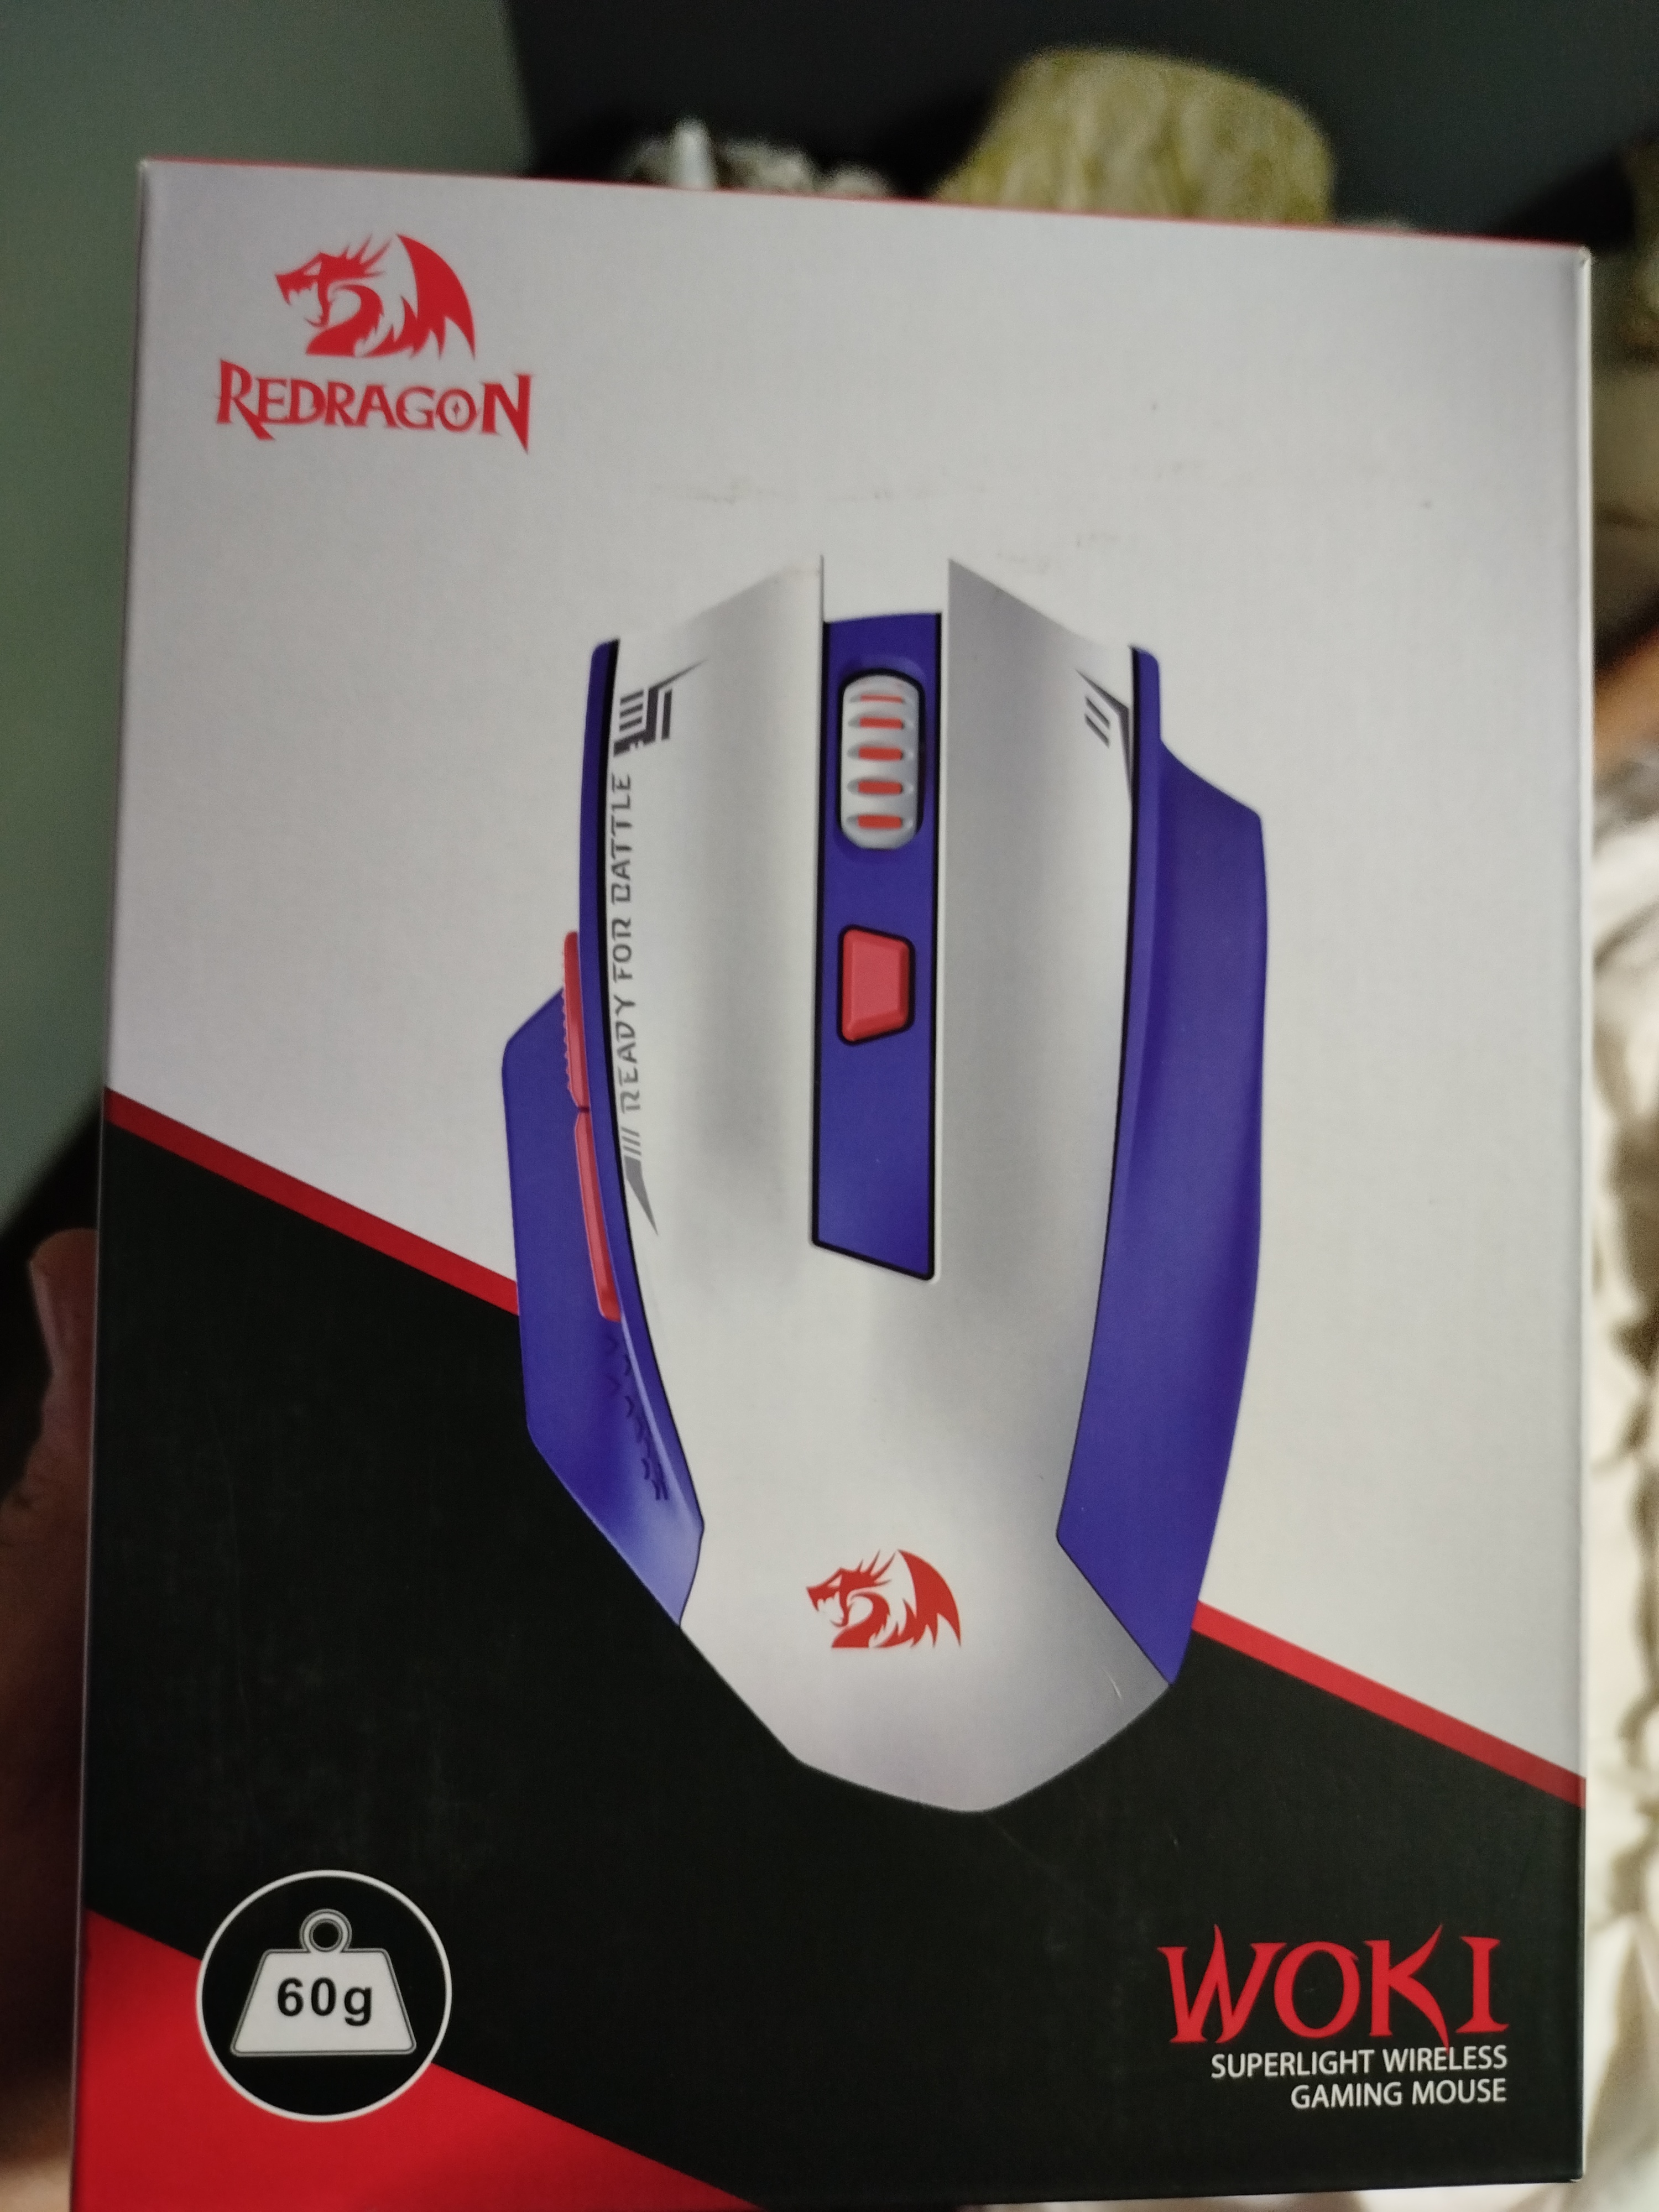 REDRAGON
READY FOR BATTLE
60g
WOKI
SUPERLIGHT WIRELESS
GAMING MOUSE